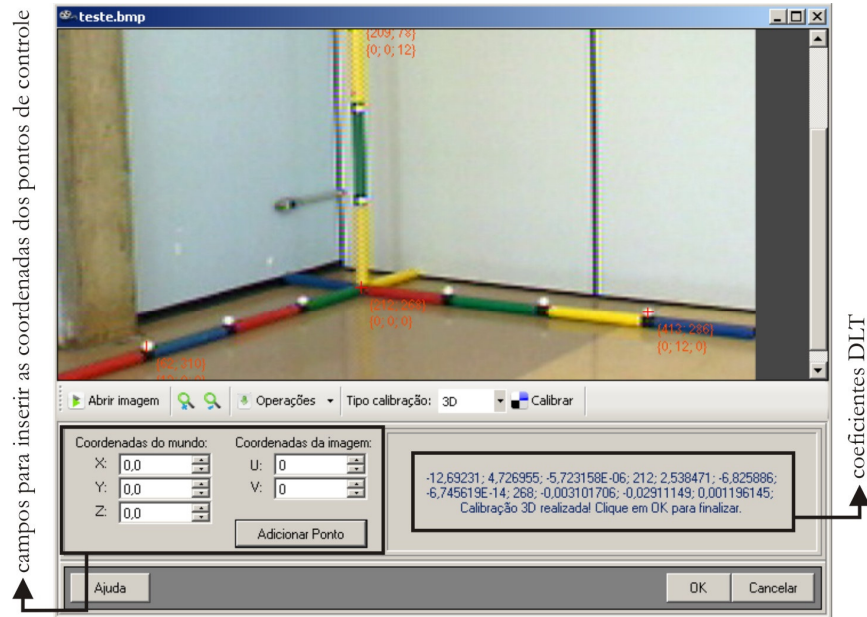 campos para inserir as coordenadas dos pontos de controle
teste.bmp
{209; 78}
{0; 0; 12}
{0; 0; 0}
{413; 286}
{0; 12; 0}
Abrir imagem
Operações
Tipo calibração: 3D
Calibrar
Coordenadas do mundo:
Coordenadas da imagem:
X: 0,0
U: 0
Y: 0,0
V: 0
Z: 0,0
Adicionar Ponto
-12,69231; 4,726955; -5,723158E-06; 212; 2,538471; -6,825886;
-6,745619E-14; 268; -0,003101706; -0,02911149; 0,001196145;
Calibração 3D realizada! Clique em OK para finalizar.
Ajuda
OK
Cancelar
coeficientes DLT